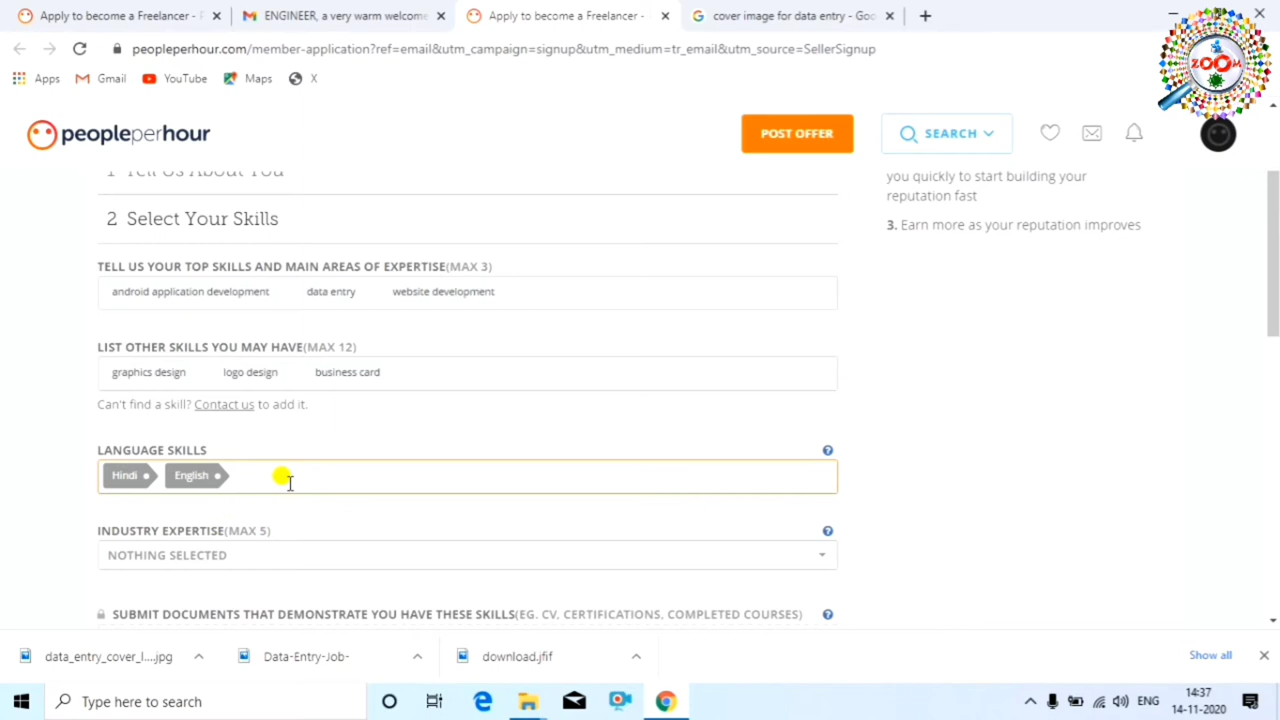 Apply to become a Freelancer -
ENGINEER, a very warm welcome
Apply to become a Freelancer -
cover image for data entry - Goo
peopleperhour.com/member-application?ref=email&utm_campaign=signup&utm_medium=tr_email&utm_source=SellerSignup
Apps
Gmail
YouTube
Maps
X
ZOOM
peopleperhour
POST OFFER
SEARCH
1 Tell Us About You
you quickly to start building your
reputation fast
3. Earn more as your reputation improves
2 Select Your Skills
TELL US YOUR TOP SKILLS AND MAIN AREAS OF EXPERTISE(MAX 3)
android application development
data entry
website development
LIST OTHER SKILLS YOU MAY HAVE(MAX 12)
graphics design
logo design
business card
Can't find a skill? Contact us to add it.
LANGUAGE SKILLS
Hindi
English
INDUSTRY EXPERTISE(MAX 5)
NOTHING SELECTED
SUBMIT DOCUMENTS THAT DEMONSTRATE YOU HAVE THESE SKILLS(EG. CV, CERTIFICATIONS, COMPLETED COURSES)
data_entry_cover_l....jpg
Data-Entry-Job-
download.jfif
Show all
Type here to search
ENG
14:37
14-11-2020